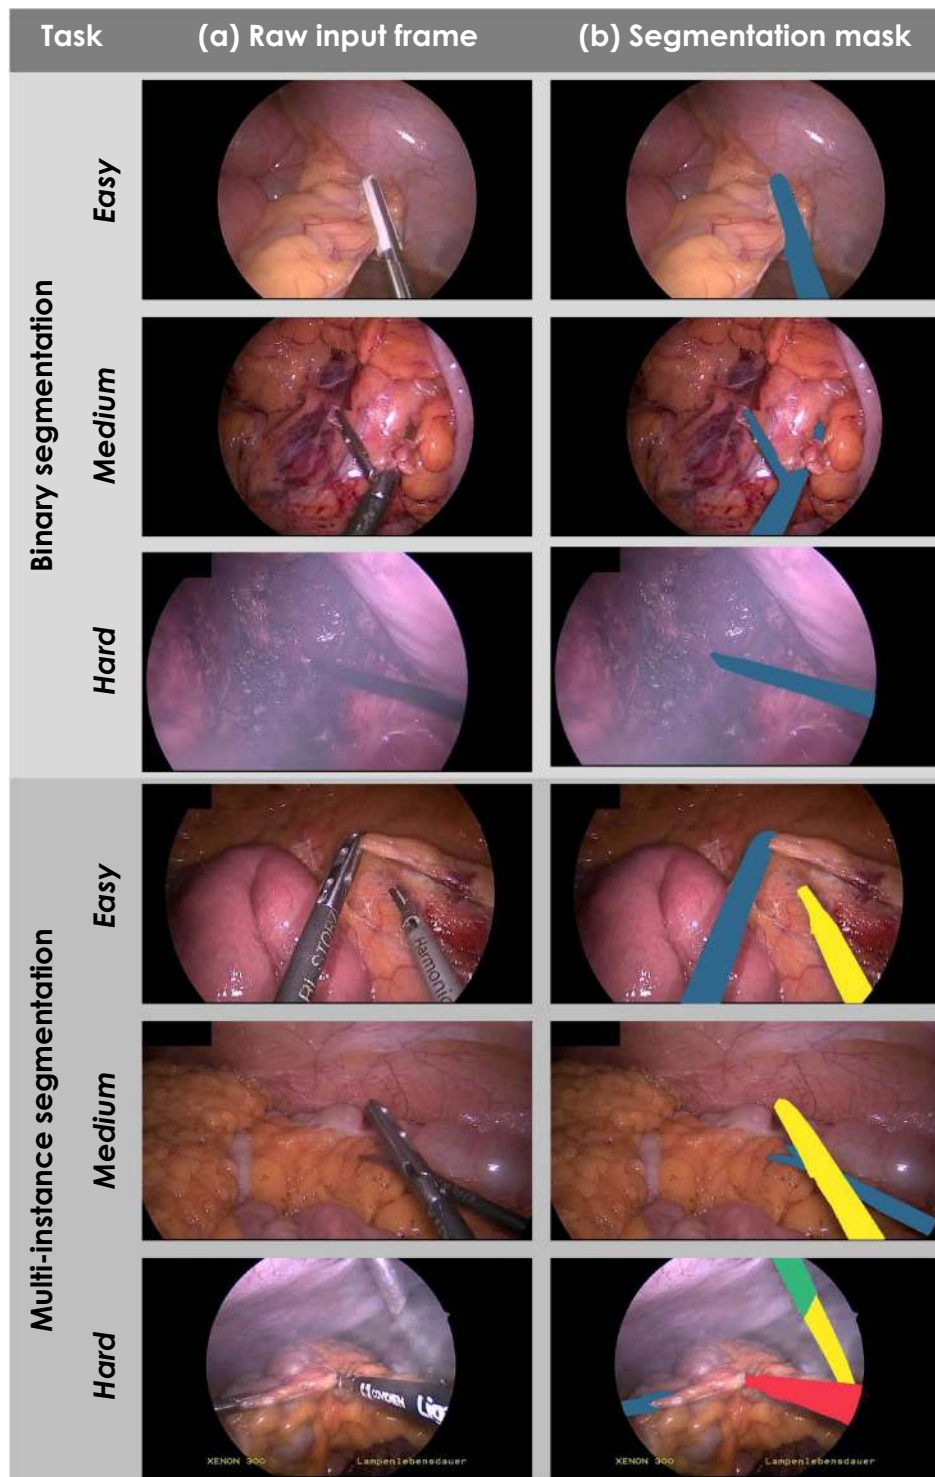 Task (a) Raw input frame (b) Segmentation mask
Binary segmentation
Easy
Medium
Hard
Multi-instance segmentation
Easy
Harmonic
Medium
Hard
COVIDIEN
XENON 300 Lampenlebensdauer
XENON 300 Lampenlebensdauer